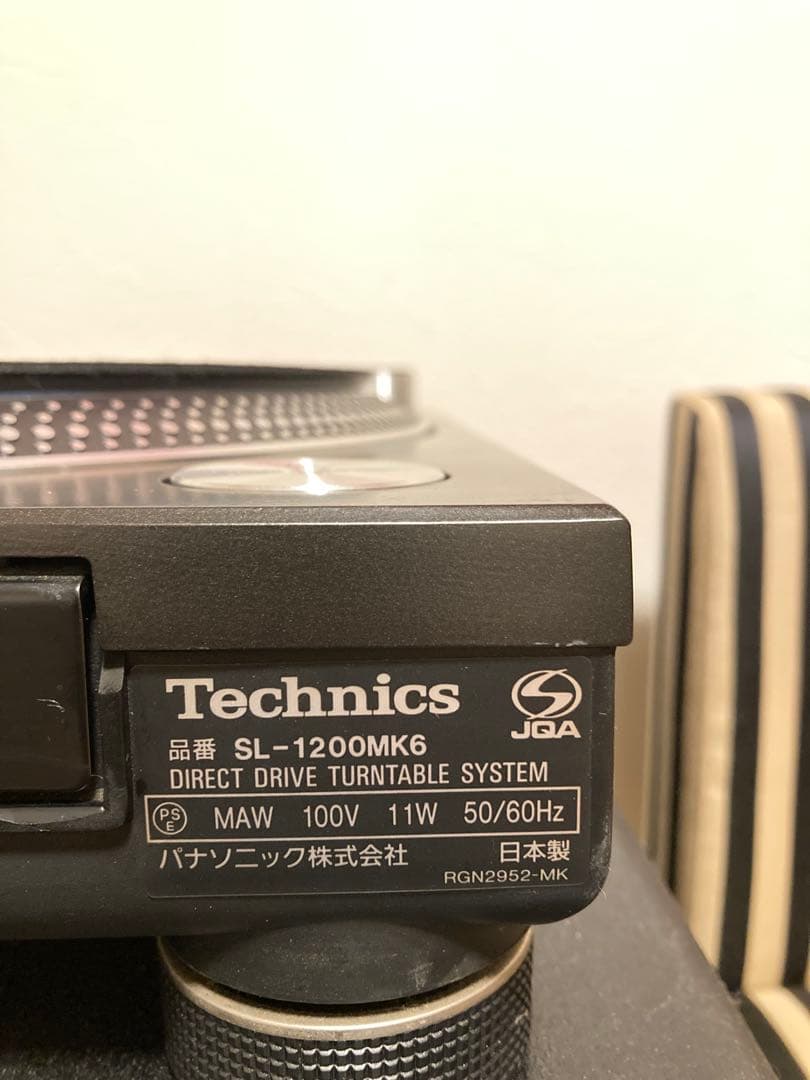 Technics
JQA
品番 SL-1200MK6
DIRECT DRIVE TURNTABLE SYSTEM
PS E MAW 100V 11W 50/60Hz
パナソニック株式会社 日本製
RGN2952-MK